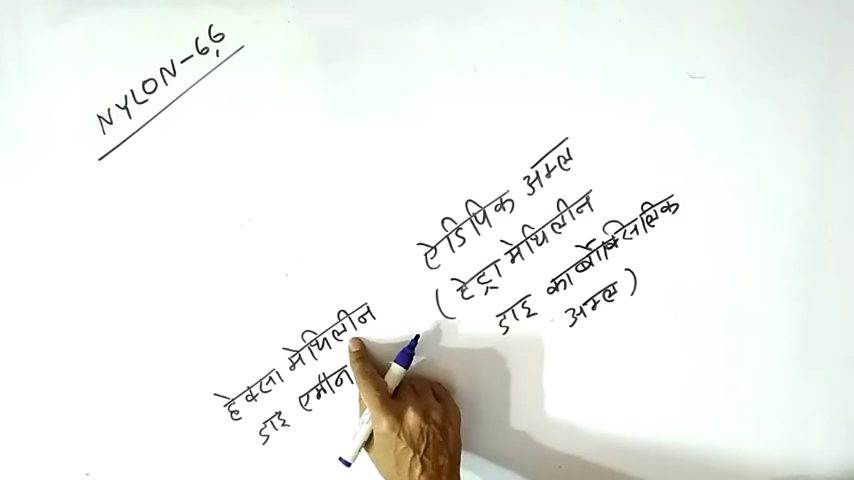 NYLON-6,6
ऐडिपिक अम्ल
(टेट्रा मेथिलीन
डाइ कार्बोक्सिलिक
अम्ल)
हेक्सा मेथिलीन
डाइ एमीन